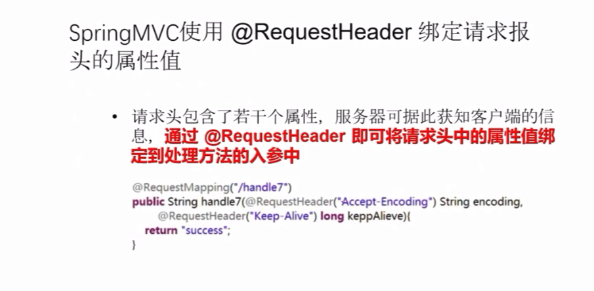 SpringMVC使用 @RequestHeader 绑定请求报
头的属性值
• 请求头包含了若干个属性，服务器可据此获知客户端的信
息，通过 @RequestHeader 即可将请求头中的属性值绑
定到处理方法的入参中
@RequestMapping("/handle7")
public String handle7(@RequestHeader("Accept-Encoding") String encoding,
@RequestHeader("Keep-Alive") long keppAlieve){
return "success";
}